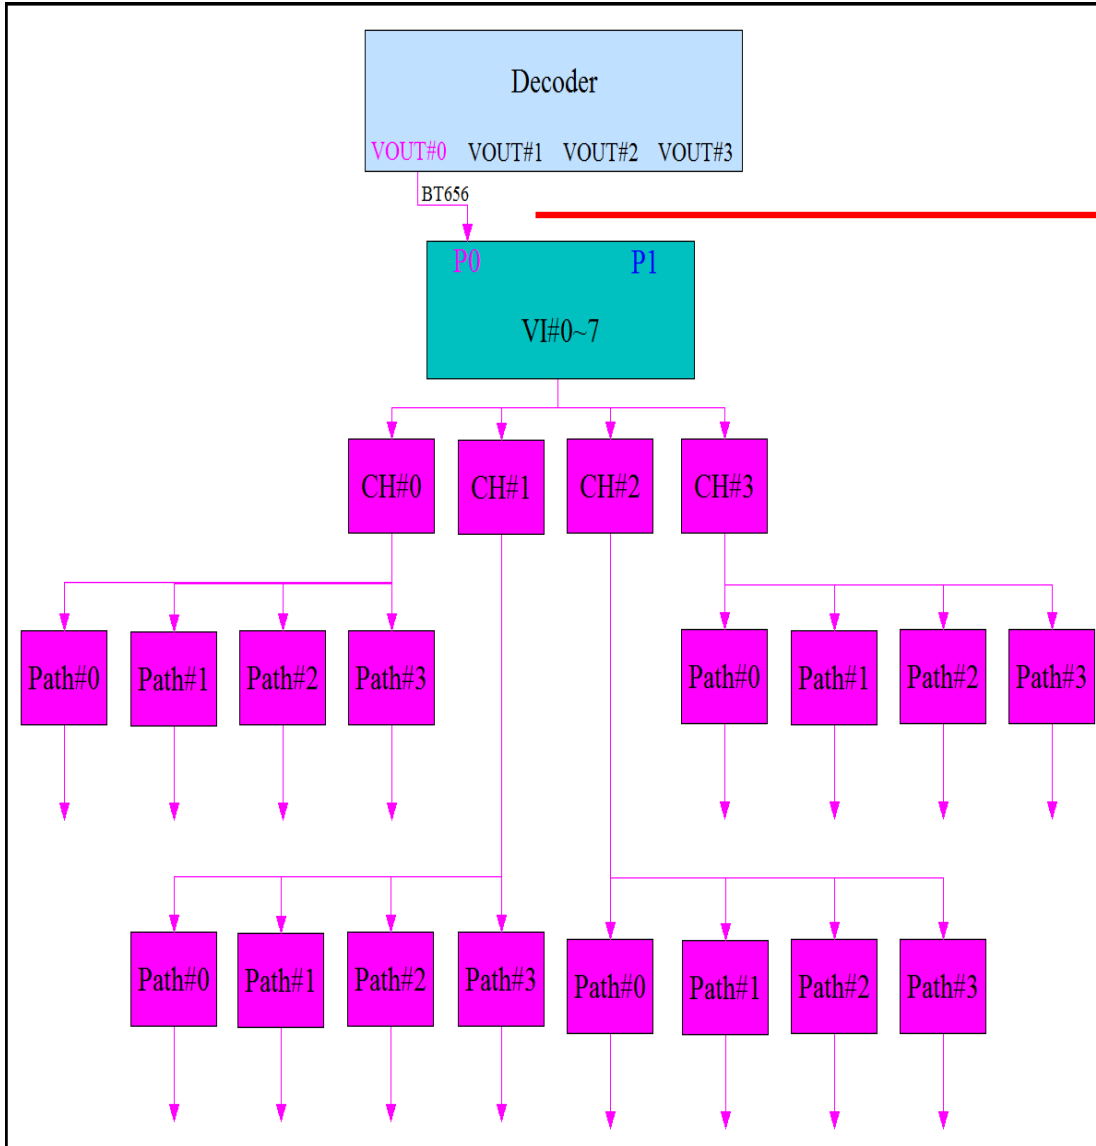 Decoder
VOUT#0 VOUT#1 VOUT#2 VOUT#3
BT656
P0 P1
VI#0~7
CH#0 CH#1 CH#2 CH#3
Path#0 Path#1 Path#2 Path#3 Path#0 Path#1 Path#2 Path#3
Path#0 Path#1 Path#2 Path#3 Path#0 Path#1 Path#2 Path#3